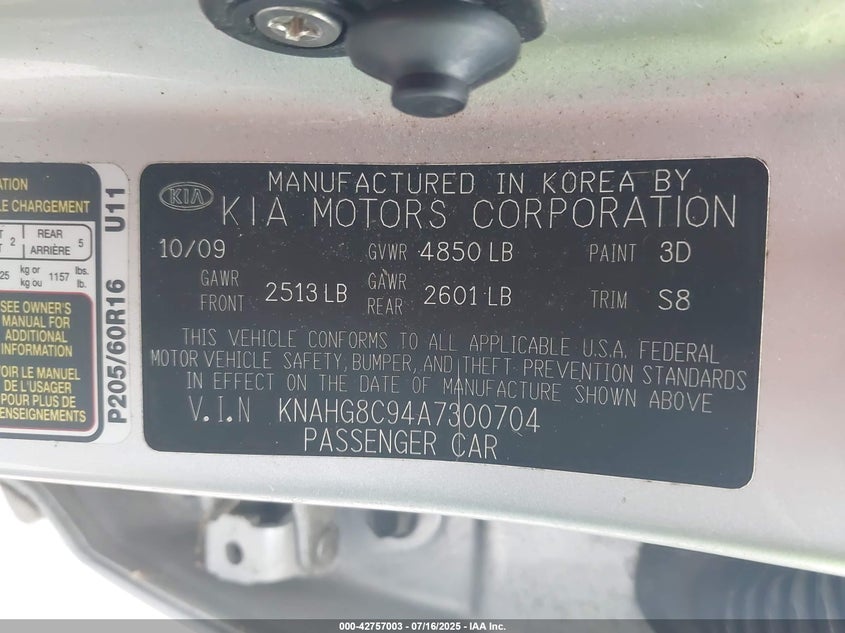 ATION
LE CHARGEMENT
2
REAR
ARRIÈRE
5
25
kg or
kg ou
1157
lbs.
lb.
SEE OWNER'S
MANUAL FOR
ADDITIONAL
INFORMATION
VOIR LE MANUEL
DE L'USAGER
POUR PLUS DE
RENSEIGNEMENTS
P205/60R16
U11
KIA
MANUFACTURED IN KOREA BY
KIA MOTORS CORPORATION
10/09 GVWR 4850 LB PAINT 3D
GAWR FRONT 2513 LB GAWR REAR 2601 LB TRIM S8
THIS VEHICLE CONFORMS TO ALL APPLICABLE U.S.A. FEDERAL
MOTOR VEHICLE SAFETY, BUMPER, AND THEFT PREVENTION STANDARDS
IN EFFECT ON THE DATE OF MANUFACTURE SHOWN ABOVE
V.I.N KNAHG8C94A7300704
PASSENGER CAR
000-42757003 - 07/16/2025 - IAA Inc.